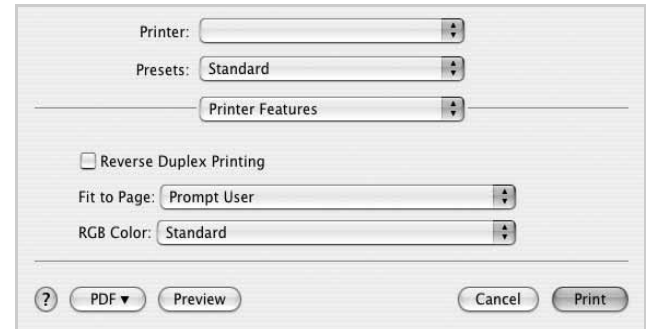 Printer:
Presets: Standard
Printer Features
Reverse Duplex Printing
Fit to Page: Prompt User
RGB Color: Standard
? PDF▼ Preview Cancel Print